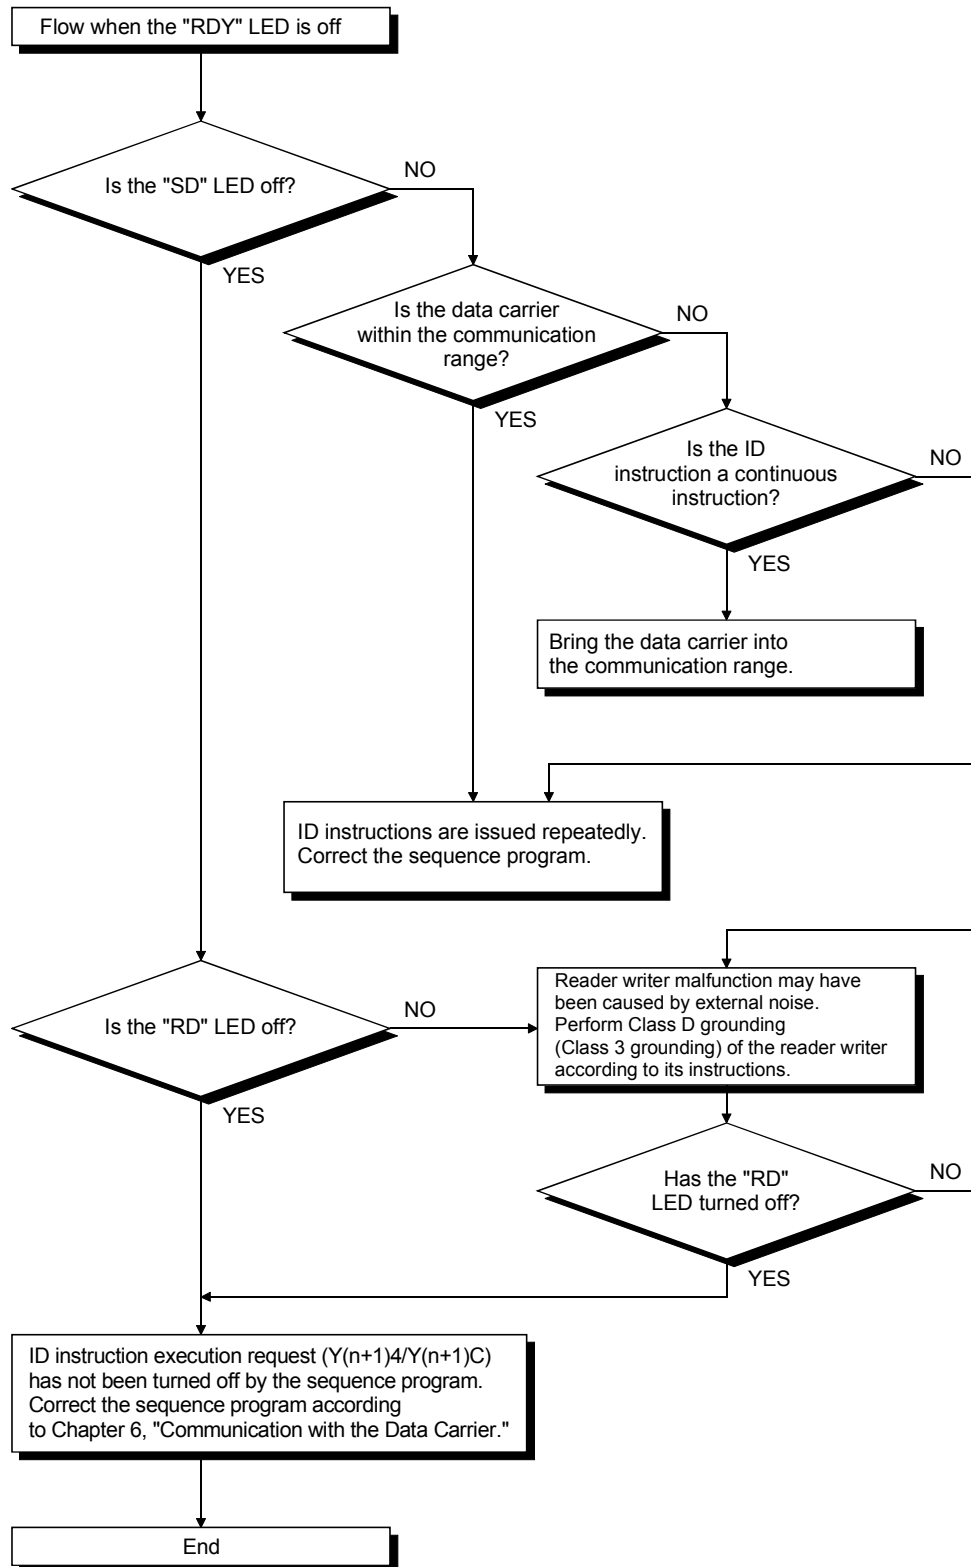 Flow when the "RDY" LED is off
Is the "SD" LED off?
NO
YES
Is the data carrier
within the communication
range?
NO
YES
Is the ID
instruction a continuous
instruction?
NO
YES
Bring the data carrier into
the communication range.
ID instructions are issued repeatedly.
Correct the sequence program.
Is the "RD" LED off?
NO
YES
Reader writer malfunction may have
been caused by external noise.
Perform Class D grounding
(Class 3 grounding) of the reader writer
according to its instructions.
Has the "RD"
LED turned off?
NO
YES
ID instruction execution request (Y(n+1)4/Y(n+1)C)
has not been turned off by the sequence program.
Correct the sequence program according
to Chapter 6, "Communication with the Data Carrier."
End